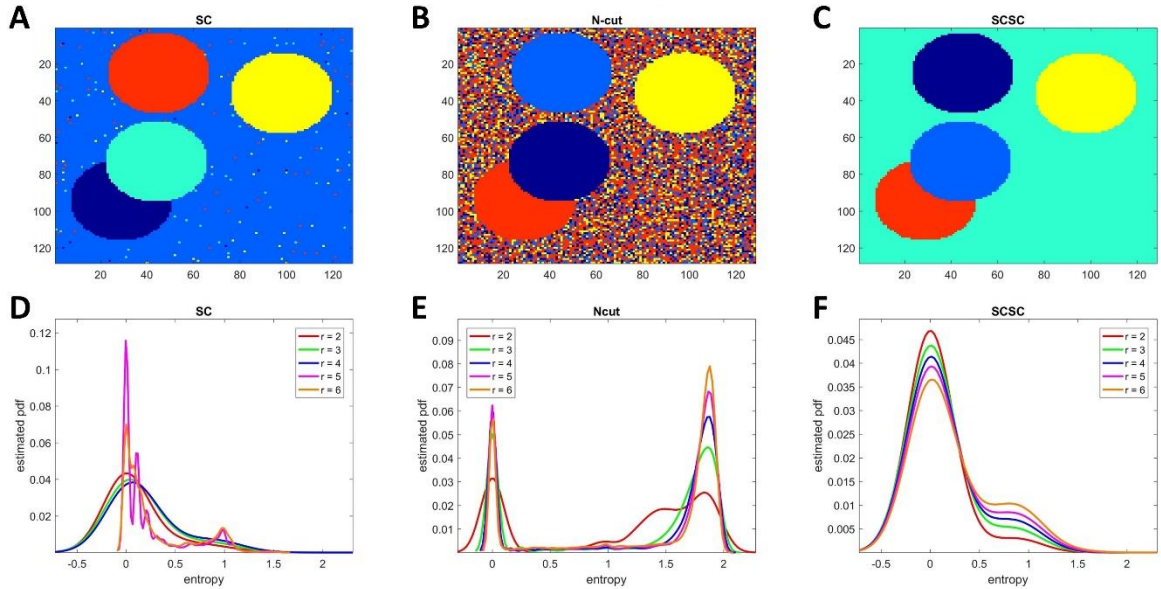 A
SC
20
40
60
80
100
120
20 40 60 80 100 120
B
N-cut
20
40
60
80
100
120
20 40 60 80 100 120
C
SCSC
20
40
60
80
100
120
20 40 60 80 100 120
D
SC
0.12
0.1
0.08
0.06
0.04
0.02
estimated pdf
0 0.5 1 1.5 2
entropy
r = 2
r = 3
r = 4
r = 5
r = 6
E
Ncut
0.09
0.08
0.07
0.06
0.05
0.04
0.03
0.02
0.01
estimated pdf
0 0.5 1 1.5 2
entropy
r = 2
r = 3
r = 4
r = 5
r = 6
F
SCSC
0.045
0.04
0.035
0.03
0.025
0.02
0.015
0.01
0.005
estimated pdf
-0.5 0 0.5 1 1.5 2
entropy
r = 2
r = 3
r = 4
r = 5
r = 6